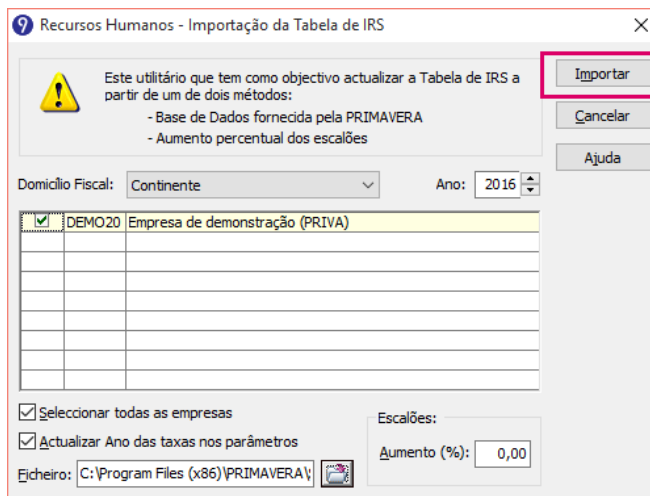 Recursos Humanos - Importação da Tabela de IRS
Este utilitário que tem como objectivo actualizar a Tabela de IRS a
partir de um de dois métodos:
- Base de Dados fornecida pela PRIMAVERA
- Aumento percentual dos escalões
Importar
Cancelar
Ajuda
Domicílio Fiscal: Continente Ano: 2016
DEMO20 Empresa de demonstração (PRIVA)
Seleccionar todas as empresas
Actualizar Ano das taxas nos parâmetros
Ficheiro: C:\Program Files (x86)\PRIMAVERA\
Escalões:
Aumento (%): 0,00